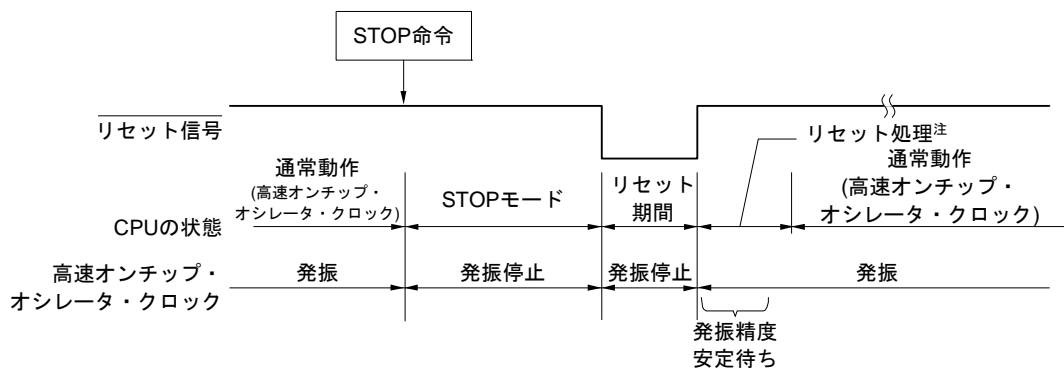 STOP命令
リセット信号
リセット処理注
通常動作
(高速オンチップ・
オシレータ・クロック)
STOPモード
リセット
期間
通常動作
(高速オンチップ・
オシレータ・クロック)
CPUの状態
高速オンチップ・
オシレータ・クロック
発振
発振停止
発振停止
発振
発振精度
安定待ち